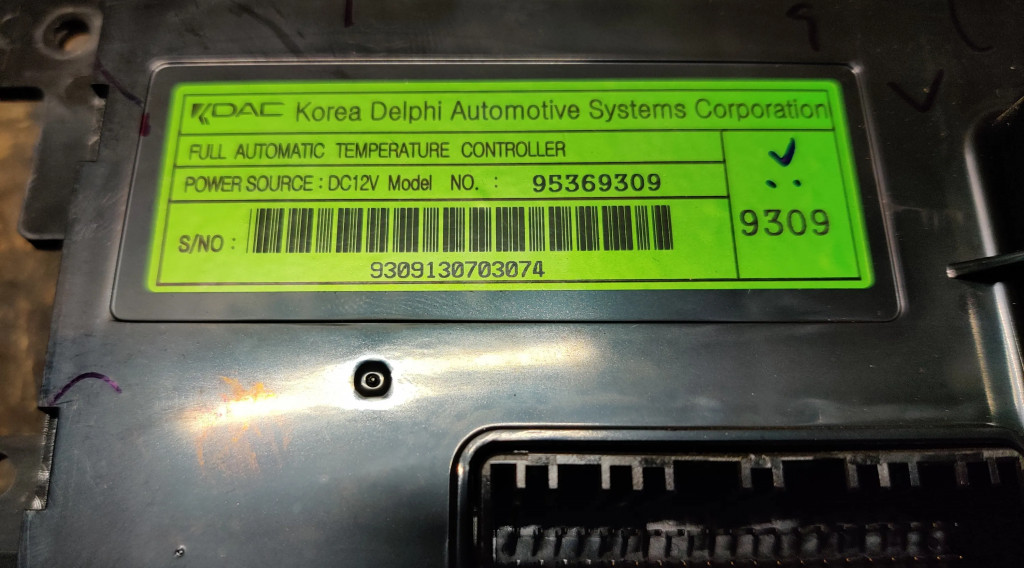 KDAC Korea Delphi Automotive Systems Corporation
FULL AUTOMATIC TEMPERATURE CONTROLLER
POWER SOURCE : DC12V Model NO. : 95369309
S/NO :
9309130703074
9309